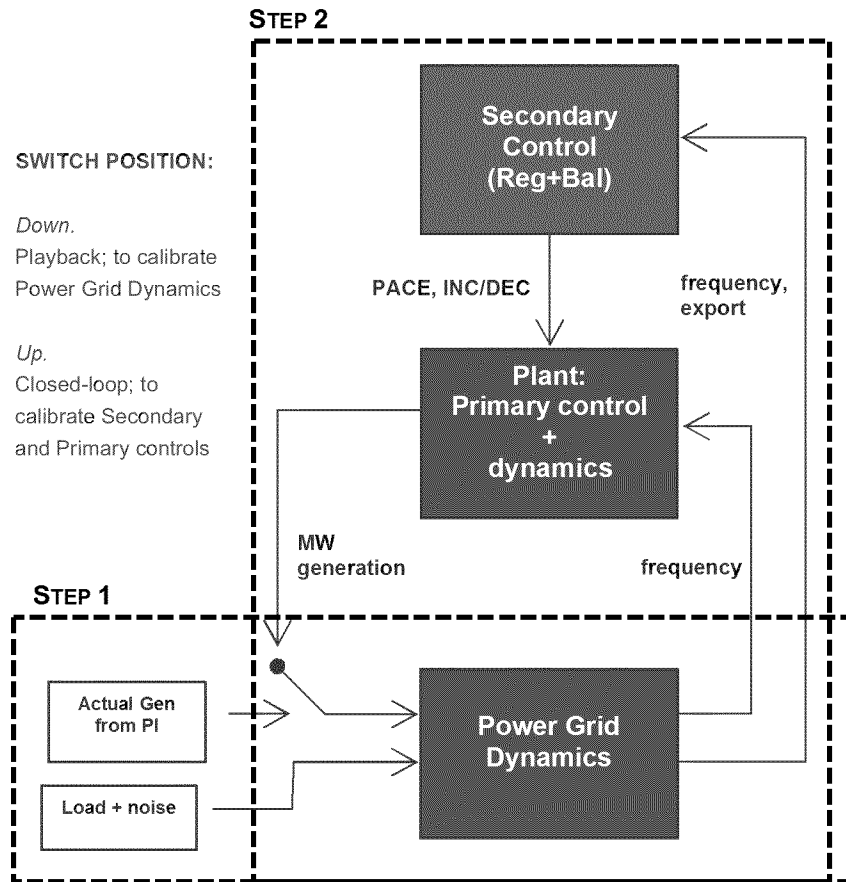 STEP 2
Secondary
Control
(Reg+Bal)
SWITCH POSITION:
Down.
Playback; to calibrate
Power Grid Dynamics
PACE, INC/DEC
frequency,
export
Up.
Closed-loop; to
calibrate Secondary
and Primary controls
Plant:
Primary control
+
dynamics
MW
generation
frequency
STEP 1
Actual Gen
from PI
Power Grid
Dynamics
Load + noise